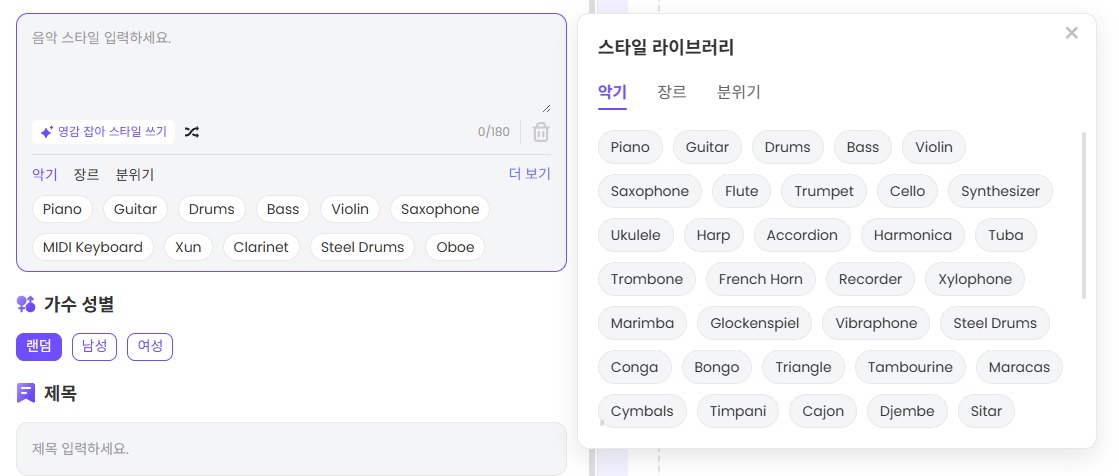 음악 스타일 입력하세요.
영감 잡아 스타일 쓰기
0/180
악기 장르 분위기 더 보기
Piano Guitar Drums Bass Violin Saxophone
MIDI Keyboard Xun Clarinet Steel Drums Oboe
가수 성별
랜덤 남성 여성
제목
제목 입력하세요.
스타일 라이브러리
악기 장르 분위기
Piano Guitar Drums Bass Violin
Saxophone Flute Trumpet Cello Synthesizer
Ukulele Harp Accordion Harmonica Tuba
Trombone French Horn Recorder Xylophone
Marimba Glockenspiel Vibraphone Steel Drums
Conga Bongo Triangle Tambourine Maracas
Cymbals Timpani Cajon Djembe Sitar